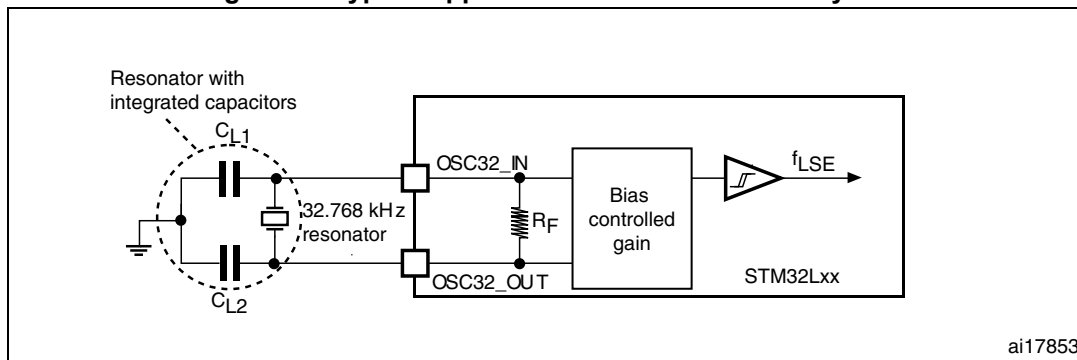 Resonator with
integrated capacitors
CL1
OSC32_IN
fLSE
32.768 kHz
resonator
RF
Bias
controlled
gain
OSC32_OUT
STM32Lxx
CL2
ai17853